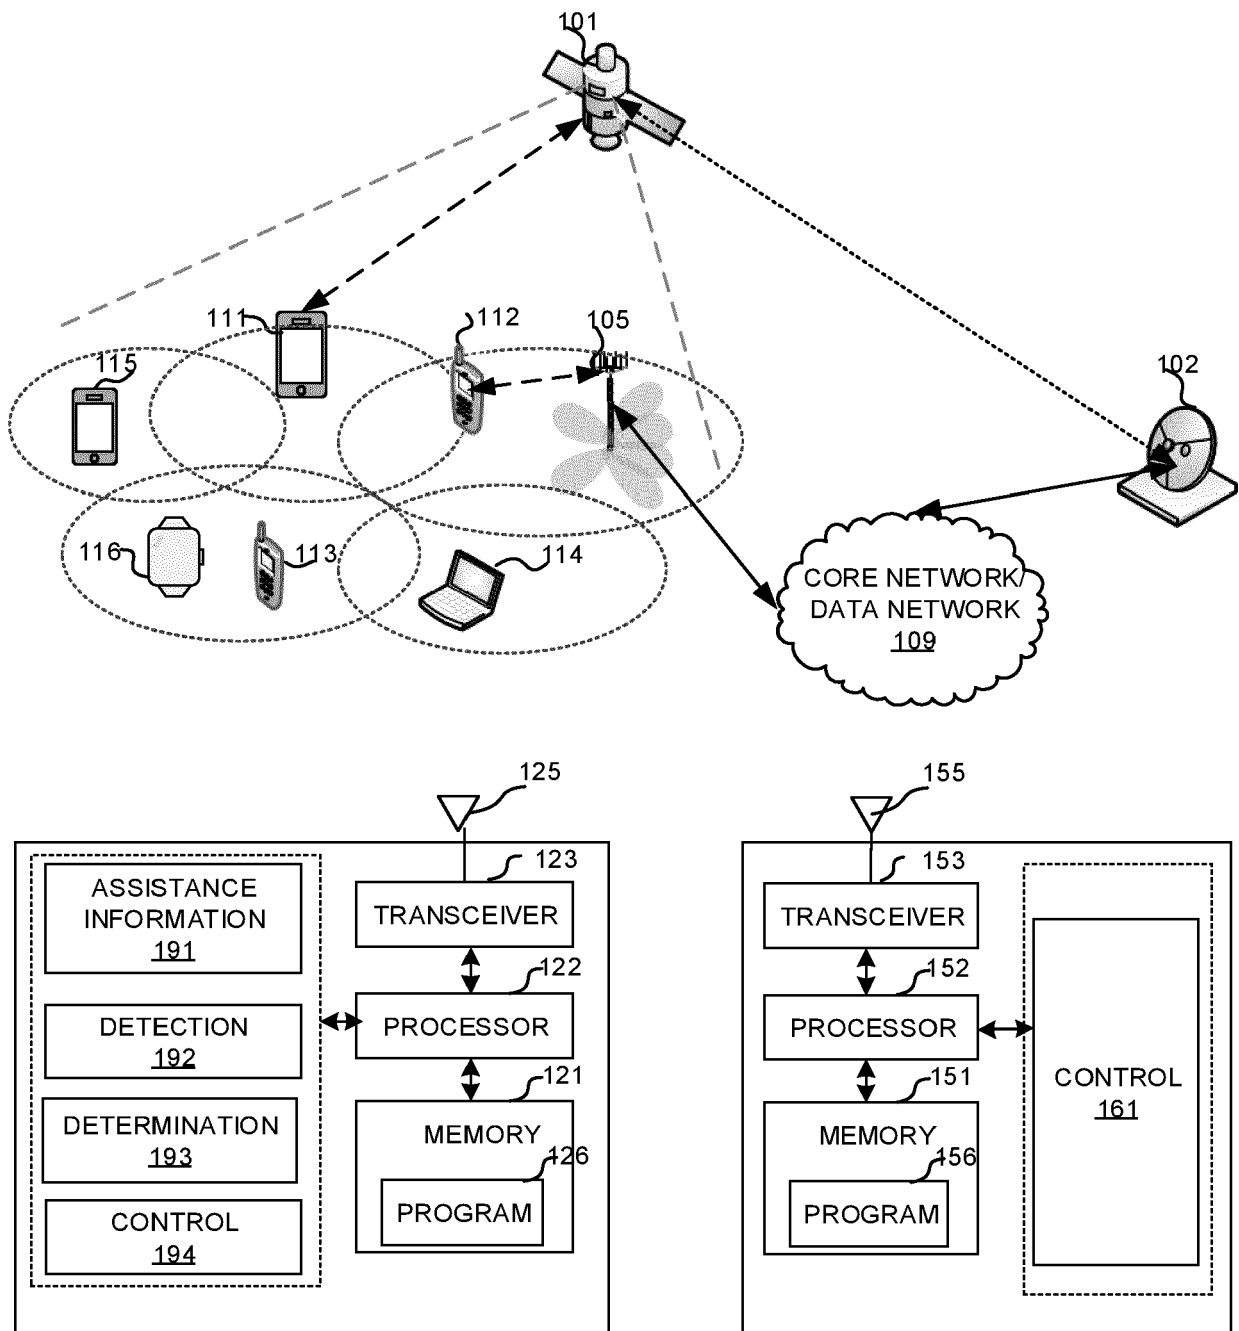 101
111
112
105
115
102
116
113
114
CORE NETWORK/
DATA NETWORK
109
125
155
123
153
ASSISTANCE
INFORMATION
191
TRANSCEIVER
TRANSCEIVER
122
152
DETECTION
192
PROCESSOR
PROCESSOR
121
151
CONTROL
161
DETERMINATION
193
MEMORY
MEMORY
126
156
CONTROL
194
PROGRAM
PROGRAM